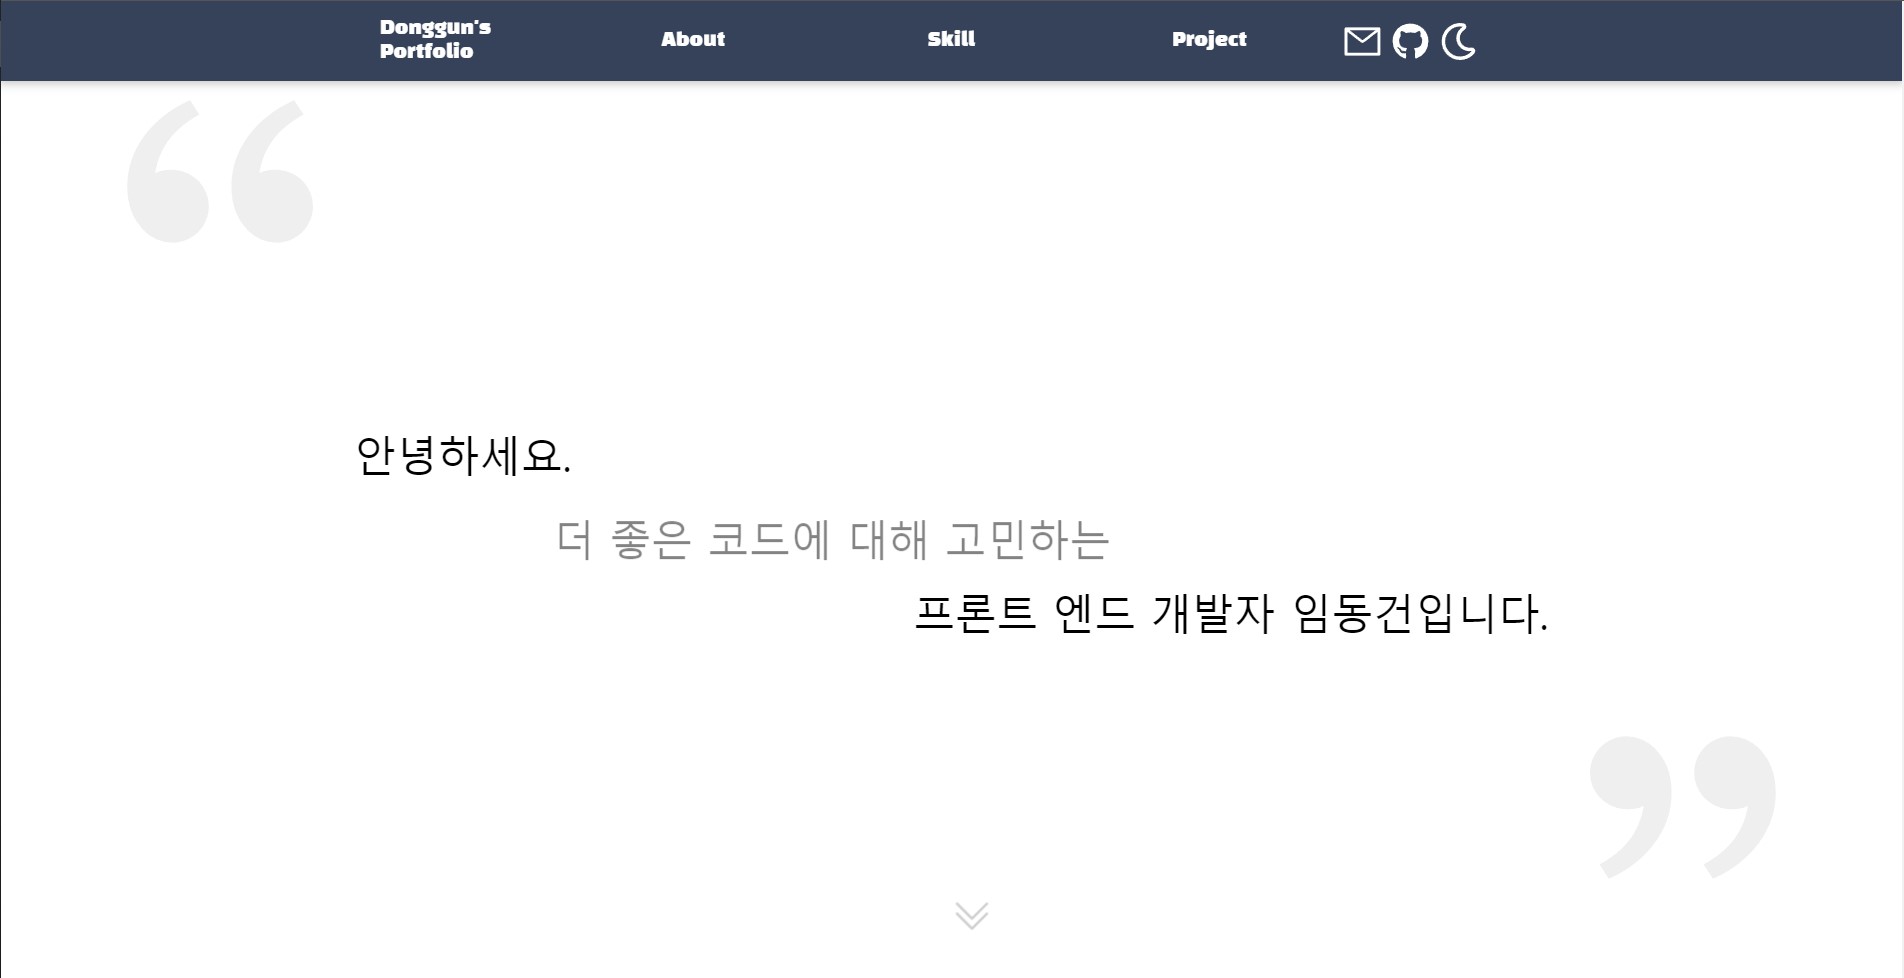 Donggun's
Portfolio
About
Skill
Project
“
안녕하세요.
더 좋은 코드에 대해 고민하는
프론트 엔드 개발자 임동건입니다.
”